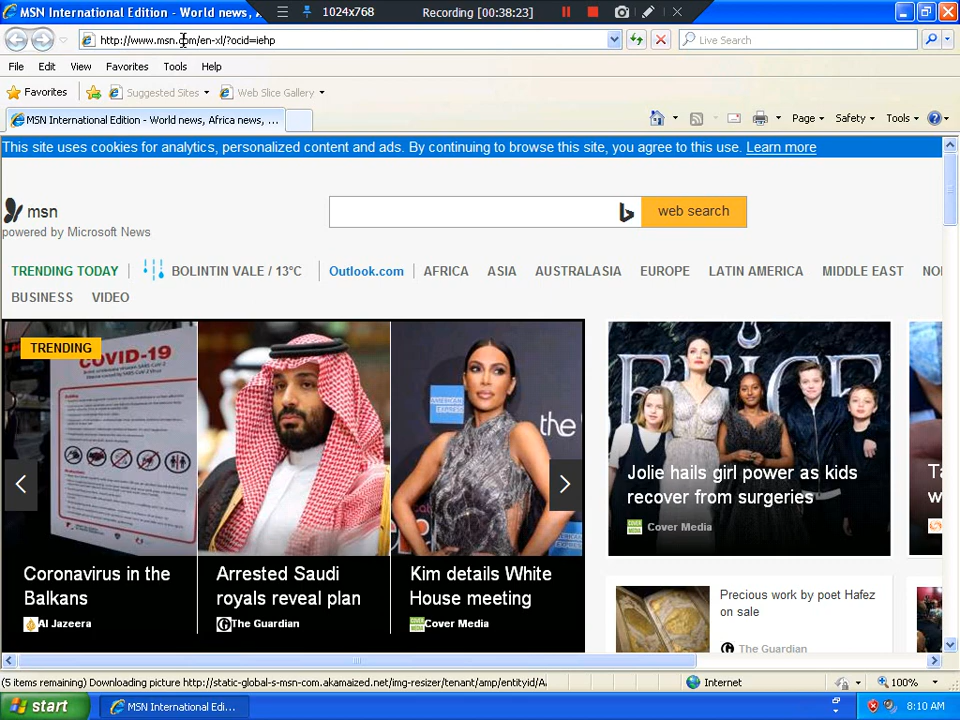 MSN International Edition - World news, A
1024x768
Recording [00:38:23]
http://www.msn.com/en-xl/?ocid=iehp
Live Search
File Edit View Favorites Tools Help
Favorites Suggested Sites Web Slice Gallery
MSN International Edition - World news, Africa news, ...
Page Safety Tools
This site uses cookies for analytics, personalized content and ads. By continuing to browse this site, you agree to this use. Learn more
msn
web search
powered by Microsoft News
TRENDING TODAY BOLINTIN VALE / 13°C Outlook.com AFRICA ASIA AUSTRALASIA EUROPE LATIN AMERICA MIDDLE EAST NO
BUSINESS VIDEO
TRENDING
COVID-19
AMERICAN EXPRESS
the
Jolie hails girl power as kids
recover from surgeries
Cover Media
Ta
w
Coronavirus in the
Balkans
Al Jazeera
Arrested Saudi
royals reveal plan
The Guardian
Kim details White
House meeting
Cover Media
Precious work by poet Hafez
on sale
The Guardian
(5 items remaining) Downloading picture http://static-global-s-msn-com.akamaized.net/img-resizer/tenant/amp/entityid/A
Internet
100%
start
MSN International Edi...
8:10 AM